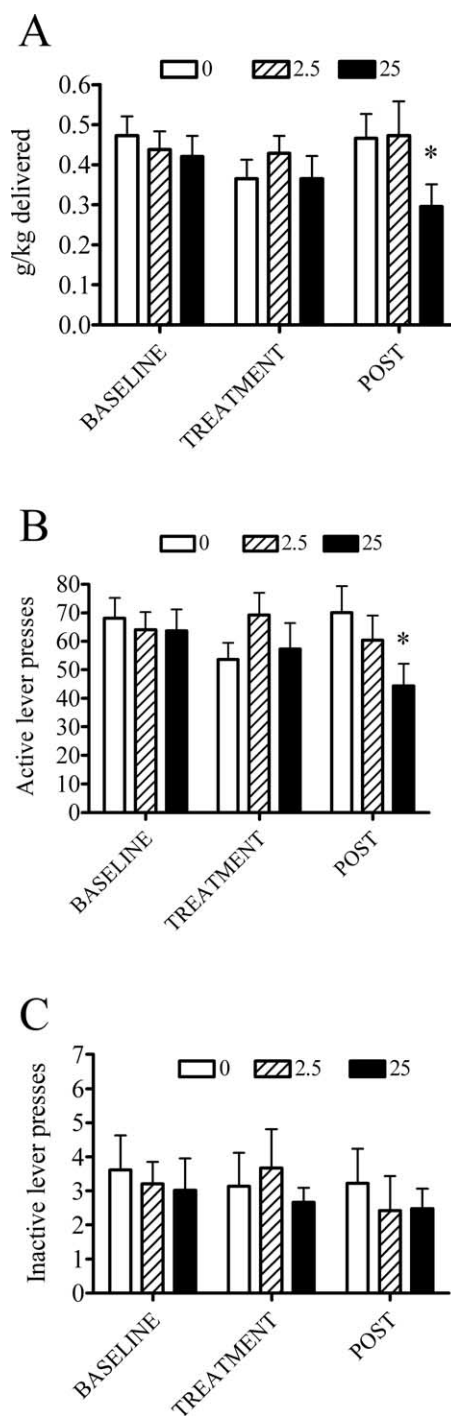 A
0 2.5 25
g/kg delivered
0.6
0.5
0.4
0.3
0.2
0.1
0.0
*
BASELINE
TREATMENT
POST
B
0 2.5 25
Active lever presses
80
70
60
50
40
30
20
10
0
*
BASELINE
TREATMENT
POST
C
0 2.5 25
Inactive lever presses
7
6
5
4
3
2
1
0
BASELINE
TREATMENT
POST